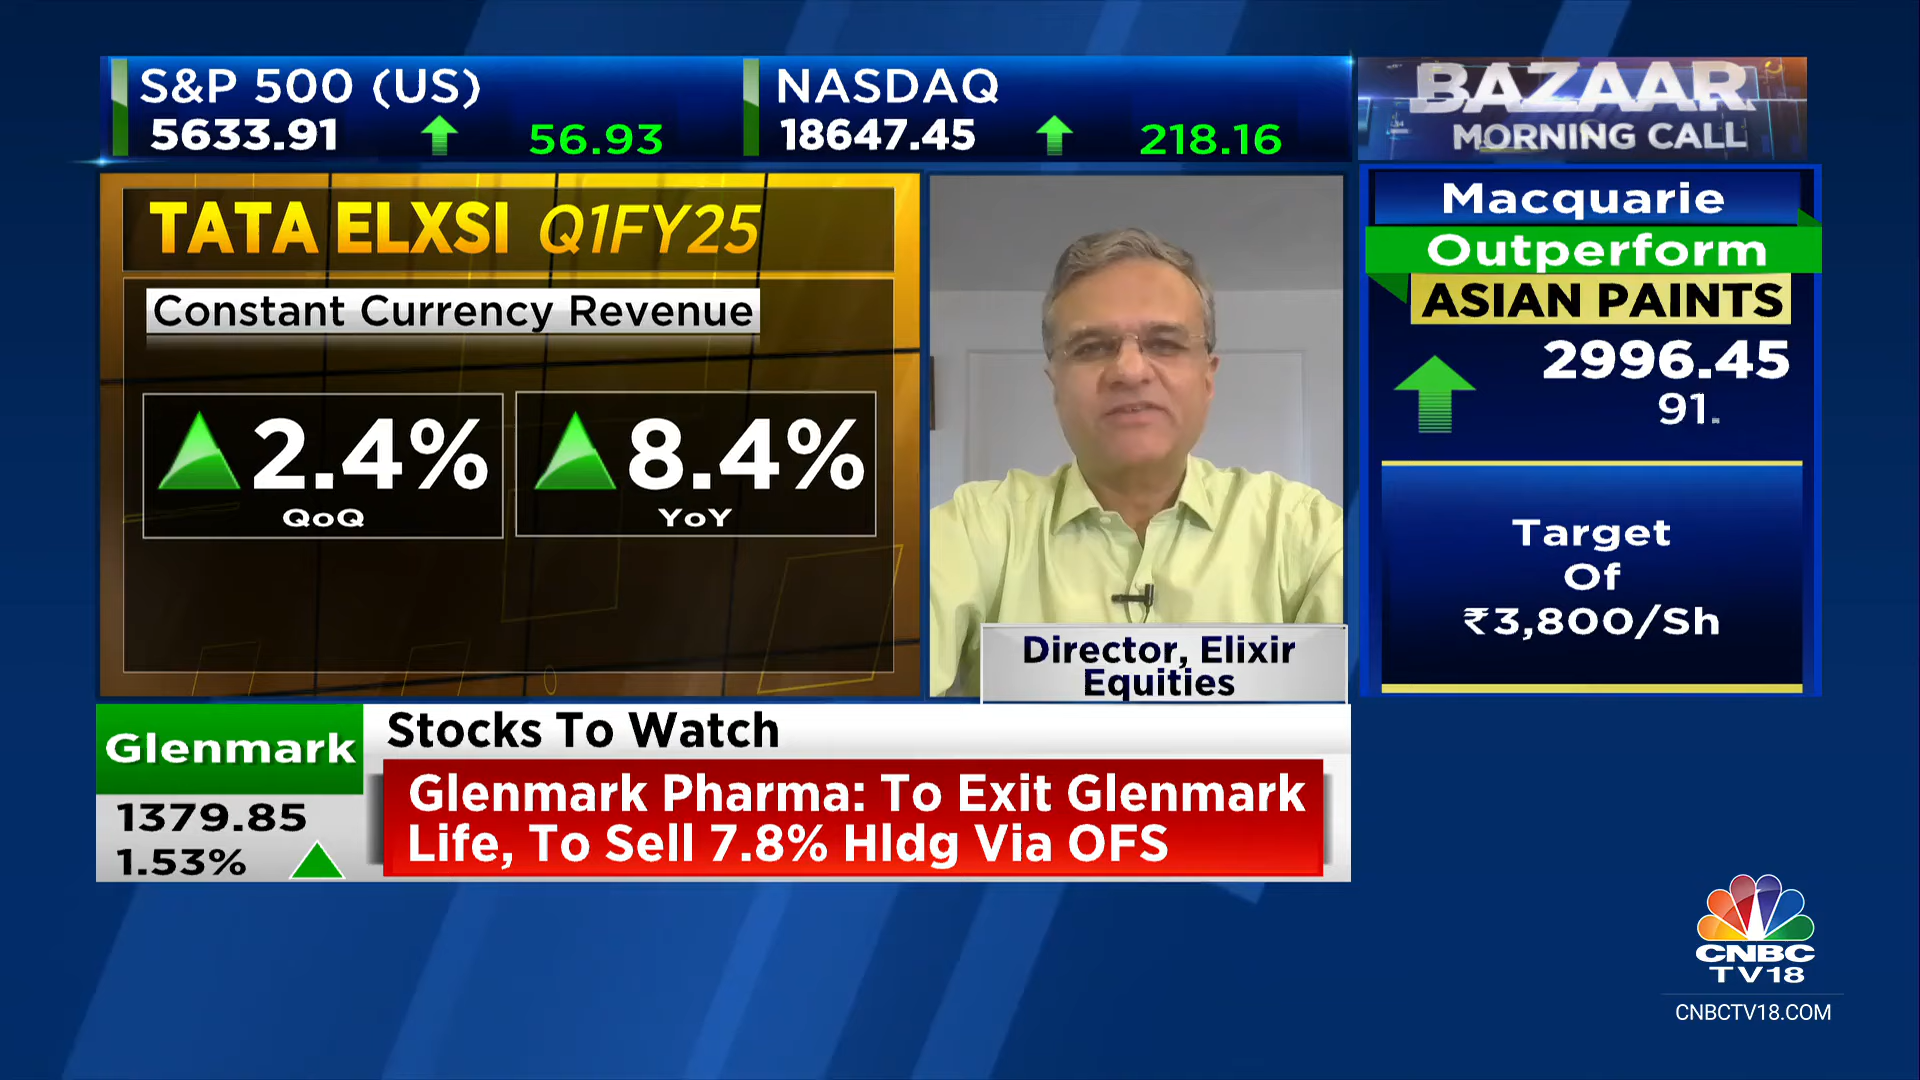 S&P 500 (US)
5633.91 56.93
NASDAQ
18647.45 218.16
BAZAAR
MORNING CALL
TATA ELXSI Q1FY25
Constant Currency Revenue
2.4%
QoQ
8.4%
YoY
Director, Elixir
Equities
Macquarie
Outperform
ASIAN PAINTS
2996.45
91.
Target
Of
₹3,800/Sh
Glenmark
1379.85
1.53%
Stocks To Watch
Glenmark Pharma: To Exit Glenmark
Life, To Sell 7.8% Hldg Via OFS
CNBC
TV18
CNBCTV18.COM